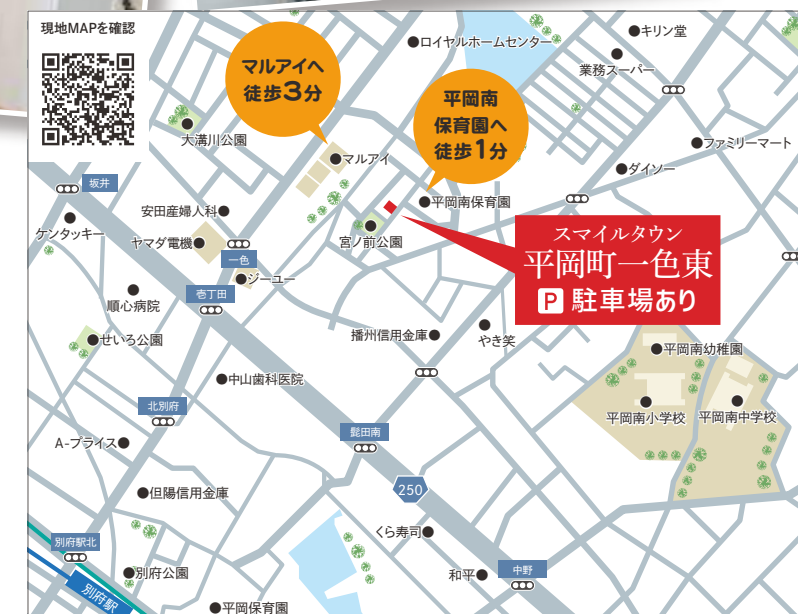 現地MAPを確認
マルアイへ
徒歩3分
平岡南
保育園へ
徒歩1分
●ロイヤルホームセンター
●キリン堂
業務スーパー
●ファミリーマート
●ダイソー
大溝川公園
●マルアイ
●平岡南保育園
坂井
安田産婦人科●
ケンタッキー
ヤマダ電機●
宮ノ前公園
一色
●ジーユー
スマイルタウン
平岡町一色東
P 駐車場あり
順心病院
壱丁田
●せいろ公園
播州信用金庫●
やき笑
●平岡南幼稚園
●中山歯科医院
北別府
平岡南小学校
平岡南中学校
髭田南
A-プライス●
250
●但陽信用金庫
くら寿司●
別府駅北
●別府公園
和平●
中野
別府駅
●平岡保育園